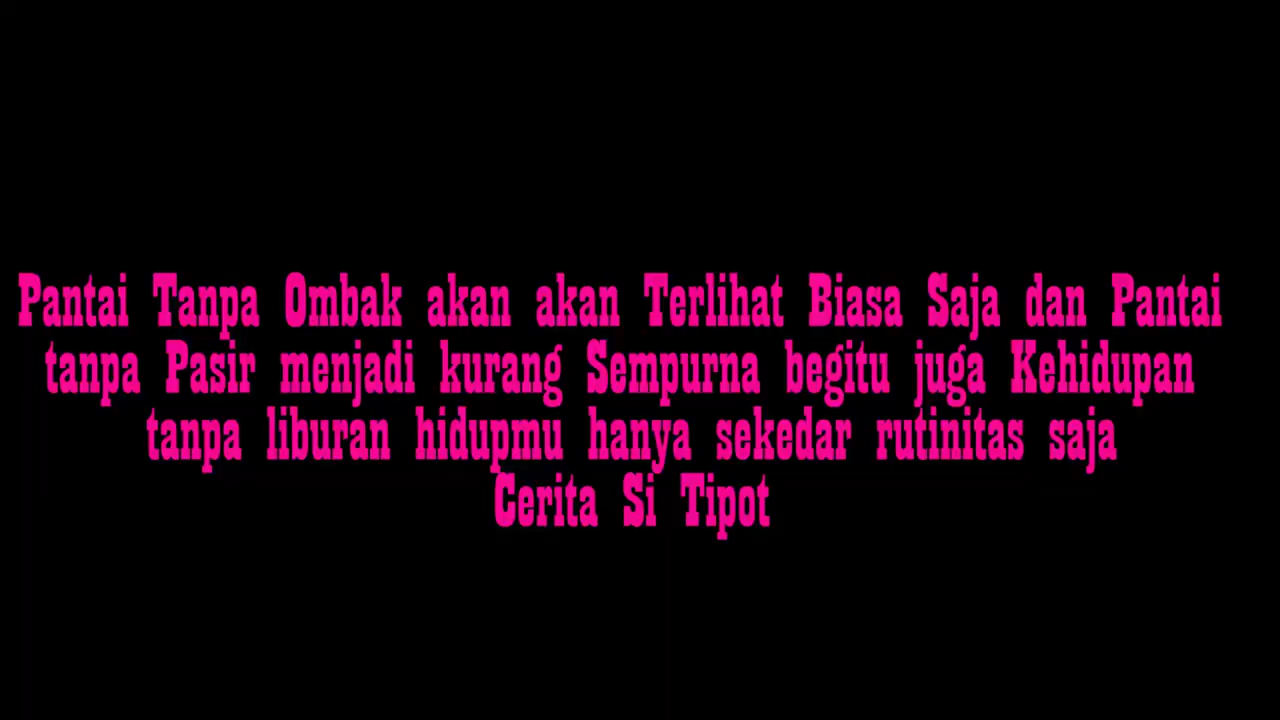 Pantai Tanpa Ombak akan akan Terlihat Biasa Saja dan Pantai
tanpa Pasir menjadi kurang Sempurna begitu juga Kehidupan
tanpa liburan hidupmu hanya sekedar rutinitas saja
Cerita Si Tipot